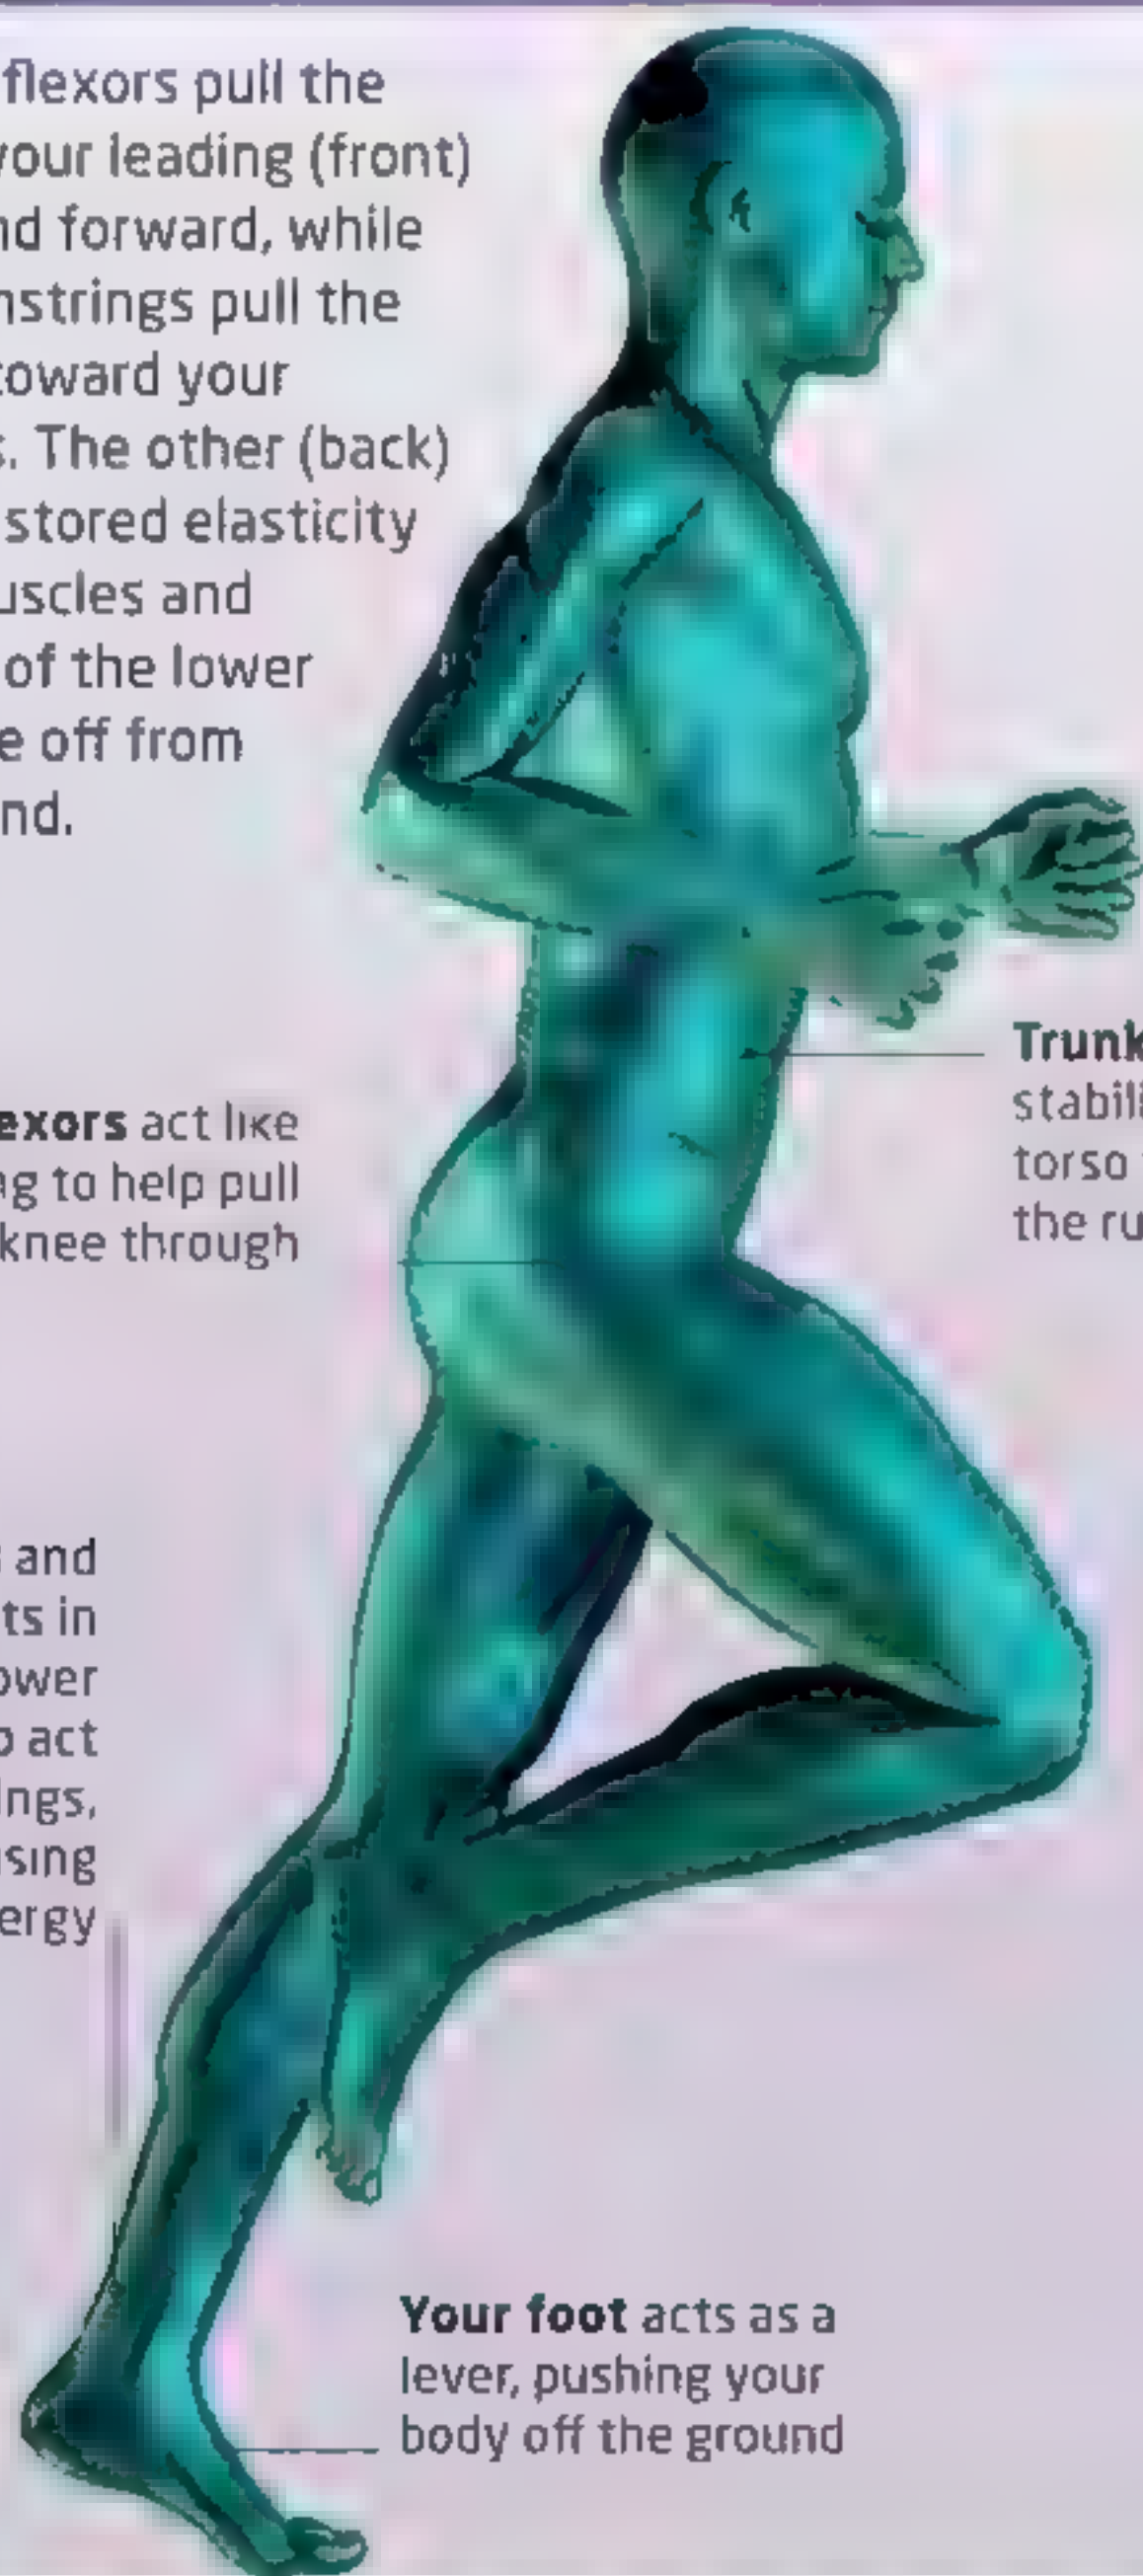 flexors pull the
your leading (front)
nd forward, while
nstrings pull the
toward your
s. The other (back)
stored elasticity
uscles and
of the lower
e off from
nd.
Trunk
stabili
torso
the ru
exors act like
ng to help pull
knee through
and
ts in
ower
o act
ings,
sing
ergy
Your foot acts as a
lever, pushing your
body off the ground